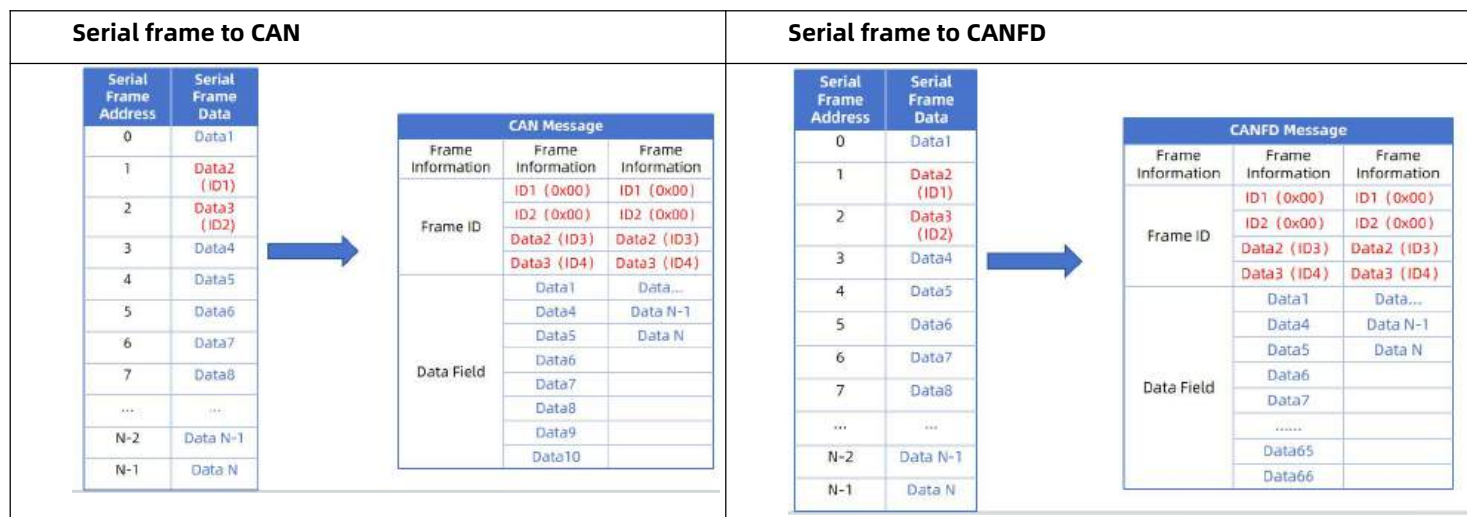 Serial frame to CAN
Serial Frame Address Serial Frame Data
0 Data1
1 Data2 (ID1)
2 Data3 (ID2)
3 Data4
4 Data5
5 Data6
6 Data7
7 Data8
... ...
N-2 Data N-1
N-1 Data N
CAN Message
Frame Information Frame Information Frame Information
Frame ID
ID1 (0x00) ID1 (0x00)
ID2 (0x00) ID2 (0x00)
Data2 (ID3) Data2 (ID3)
Data3 (ID4) Data3 (ID4)
Data Field
Data1 Data...
Data4 Data N-1
Data5 Data N
Data6
Data7
Data8
Data9
Data10
Serial frame to CANFD
Serial Frame Address Serial Frame Data
0 Data1
1 Data2 (ID1)
2 Data3 (ID2)
3 Data4
4 Data5
5 Data6
6 Data7
7 Data8
... ...
N-2 Data N-1
N-1 Data N
CANFD Message
Frame Information Frame Information Frame Information
Frame ID
ID1 (0x00) ID1 (0x00)
ID2 (0x00) ID2 (0x00)
Data2 (ID3) Data2 (ID3)
Data3 (ID4) Data3 (ID4)
Data Field
Data1 Data...
Data4 Data N-1
Data5 Data N
Data6
Data7
......
Data65
Data66